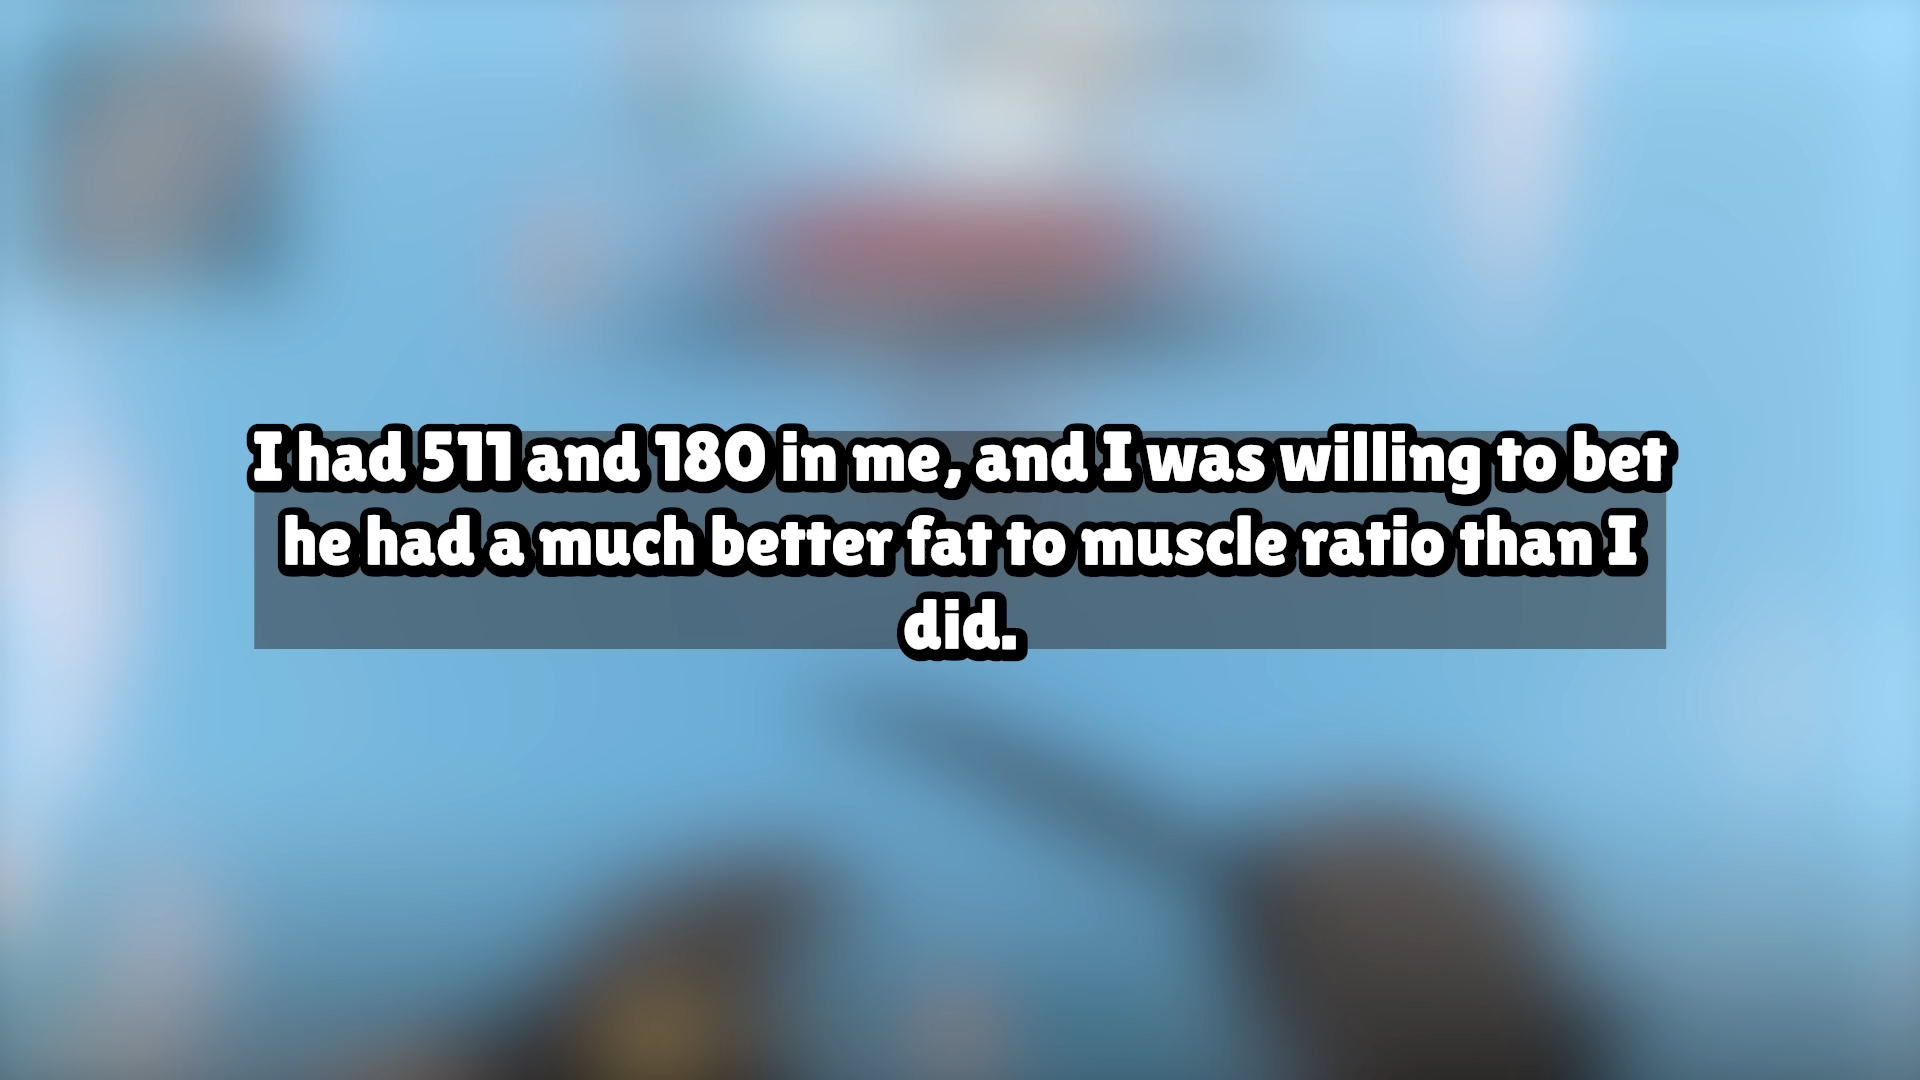 I had 511 and 180 in me, and I was willing to bet
he had a much better fat to muscle ratio than I
did.